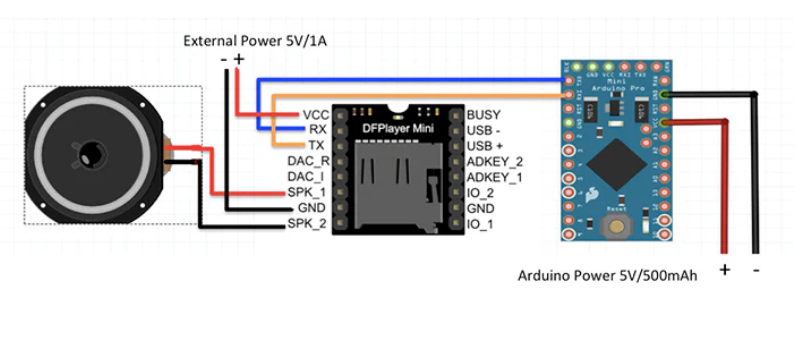 External Power 5V/1A
- +
VCC
RX
TX
DAC_R
DAC_I
SPK_1
GND
SPK_2
DFPlayer Mini
BUSY
USB -
USB +
ADKEY_2
ADKEY_1
IO_2
GND
IO_1
Mini
Arduino Pro
Reset
Arduino Power 5V/500mAh
+ -